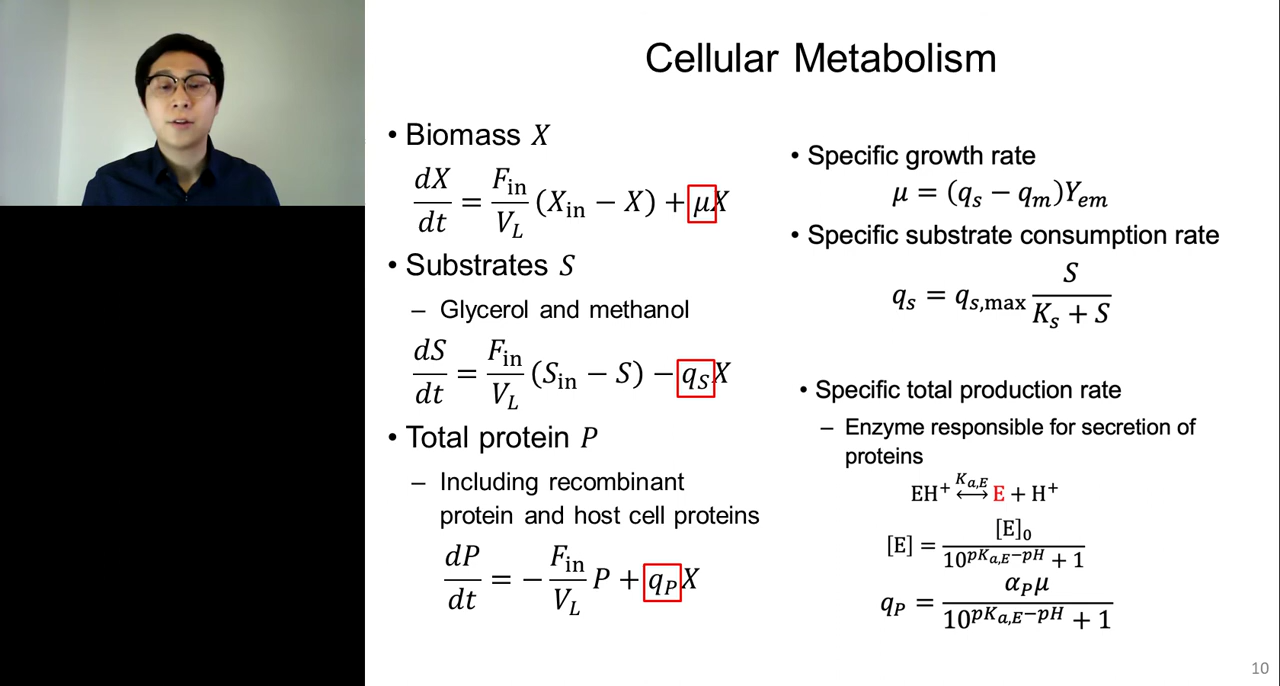 Cellular Metabolism
• Biomass X
dX/dt = F_in/V_L (X_in − X) + μX
• Substrates S
– Glycerol and methanol
dS/dt = F_in/V_L (S_in − S) − q_S X
• Total protein P
– Including recombinant
protein and host cell proteins
dP/dt = − F_in/V_L P + q_P X
• Specific growth rate
μ = (q_s − q_m)Y_em
• Specific substrate consumption rate
q_s = q_s,max S/(K_s + S)
• Specific total production rate
– Enzyme responsible for secretion of
proteins
EH⁺ ⟷^{K_a,E} E + H⁺
[E] = [E]_0/(10^{pK_a,E−pH} + 1)
q_P = α_P μ/(10^{pK_a,E−pH} + 1)
10